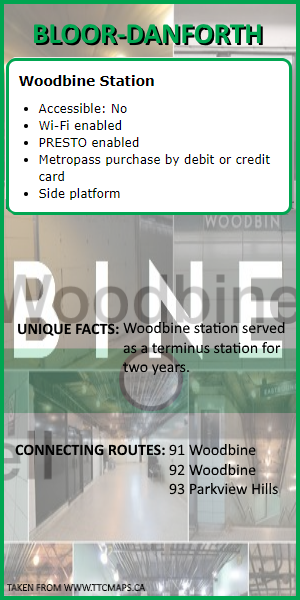 BLOOR-DANFORTH
Woodbine Station
• Accessible: No
• Wi-Fi enabled
• PRESTO enabled
• Metropass purchase by debit or credit
card
• Side platform
WOODBIN
Woodbine
BINE
UNIQUE FACTS: Woodbine station served
as a terminus station for
two years.
ell
CONNECTING ROUTES: 91 Woodbine
92 Woodbine
93 Parkview Hills
TAKEN FROM WWW.TTCMAPS.CA